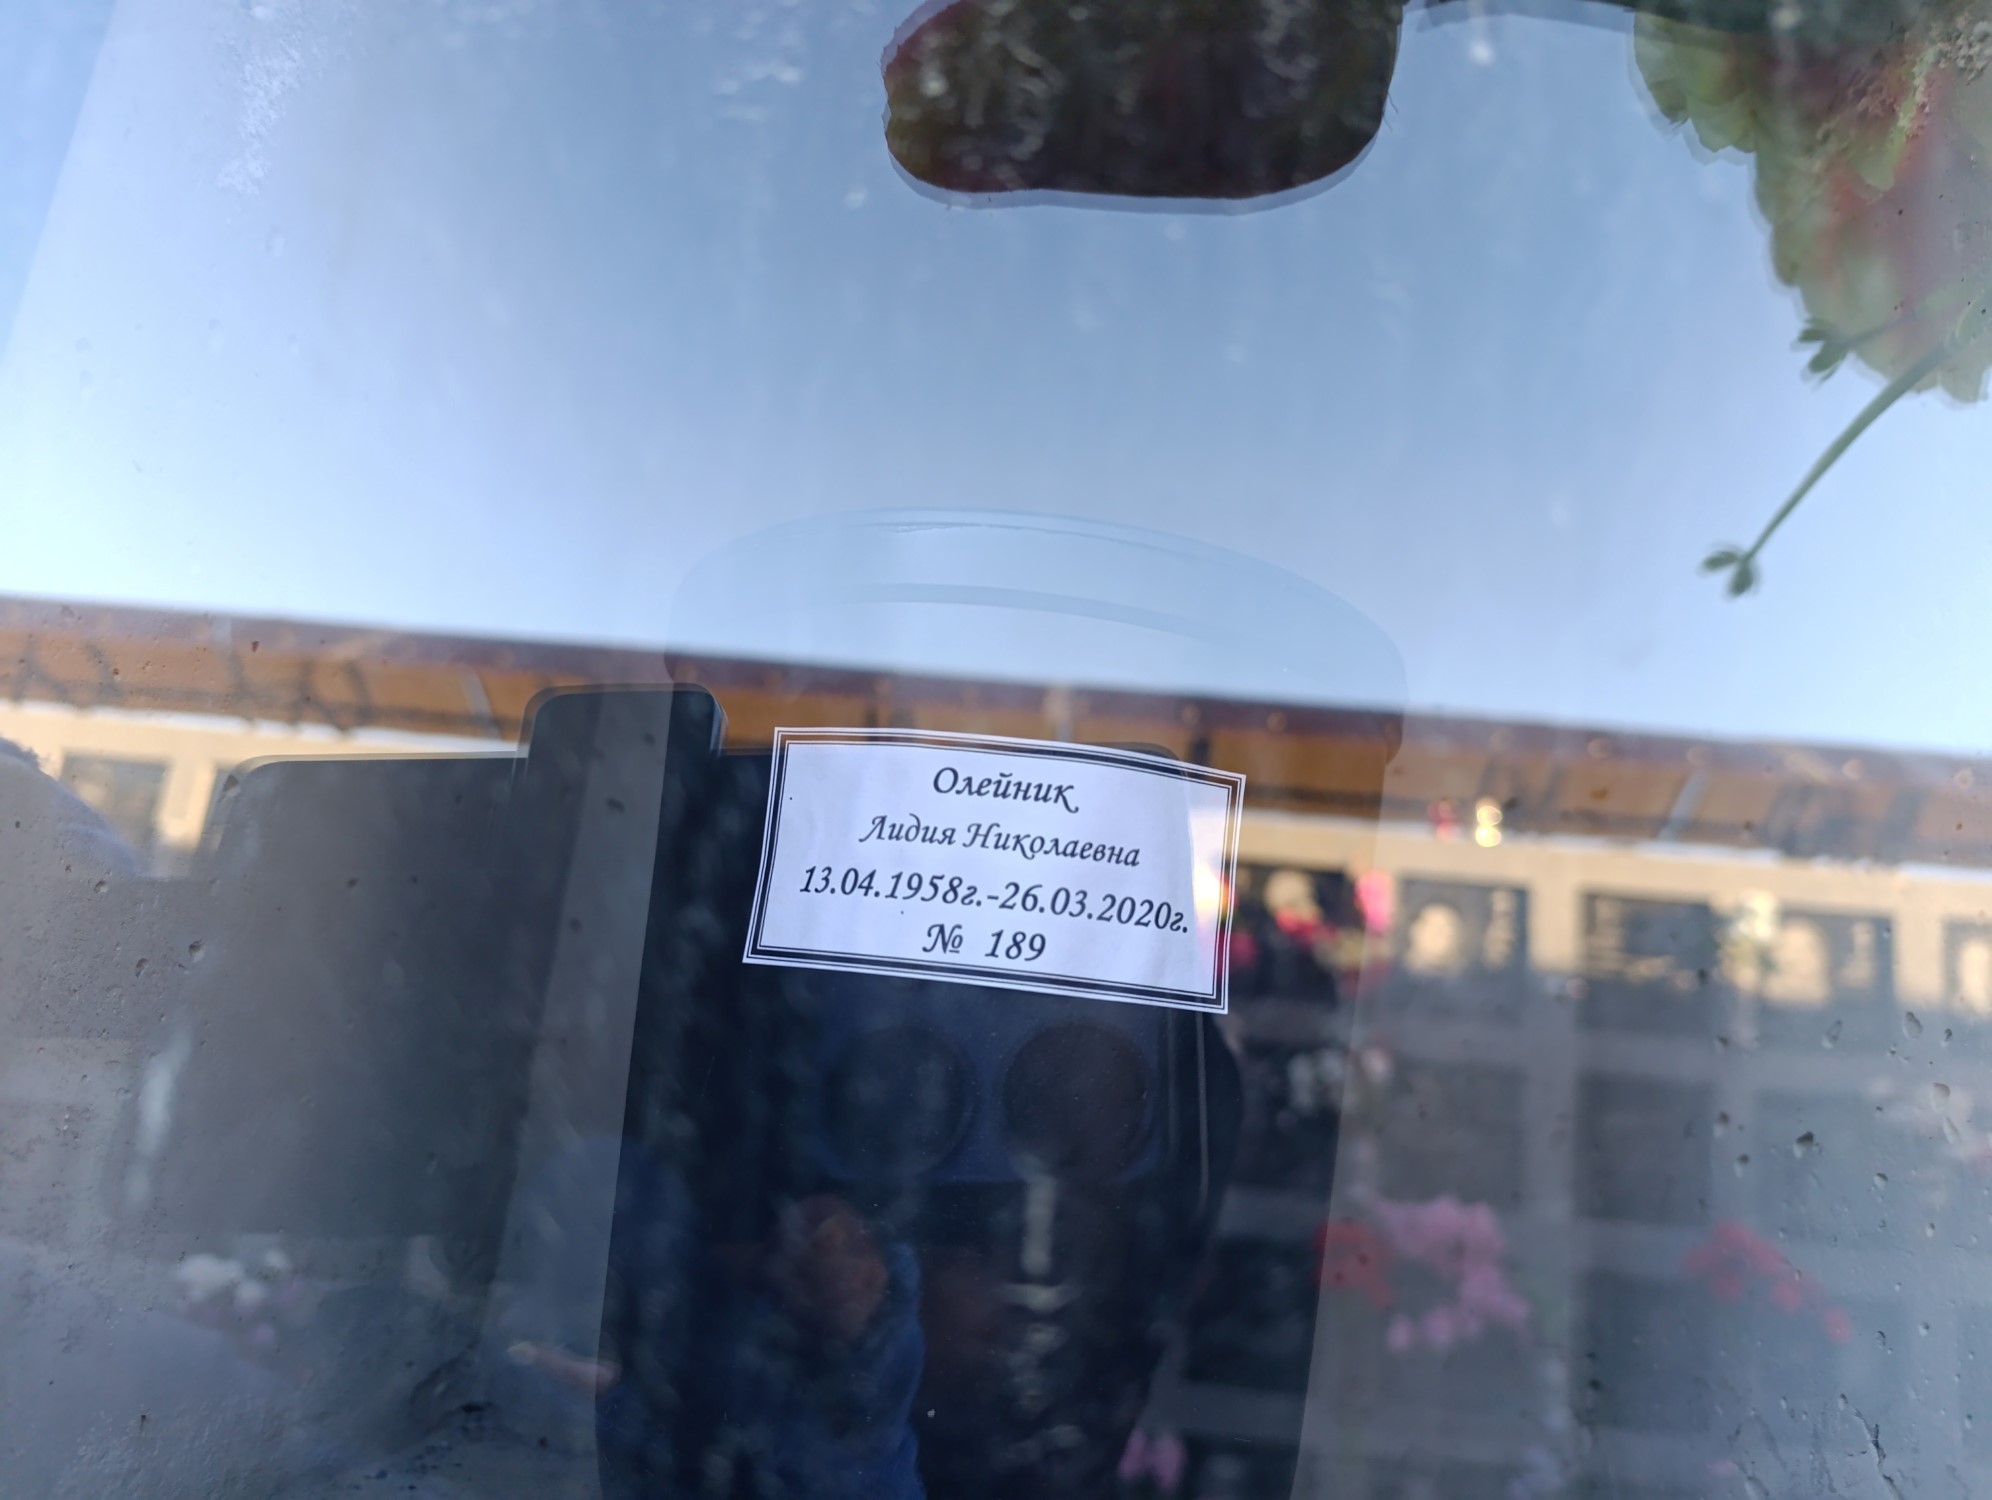 Олейник
Лидия Николаевна
13.04.1958г.-26.03.2020г.
№ 189